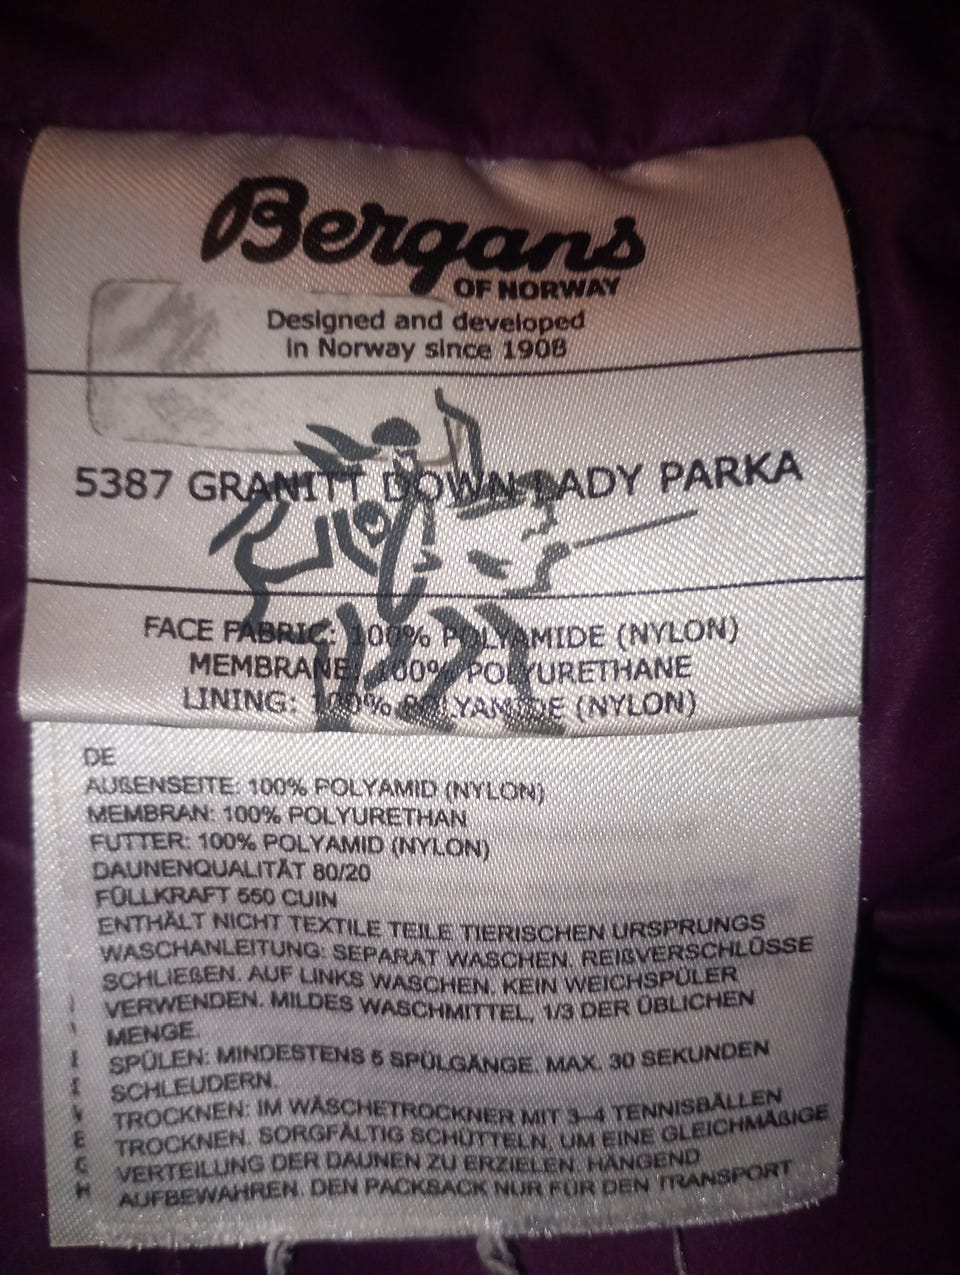 Bergans
OF NORWAY
Designed and developed
in Norway since 1908
5387 GRANITT DOWN LADY PARKA
FACE FABRIC: 100% POLYAMIDE (NYLON)
MEMBRANE: 100% POLYURETHANE
LINING: 100% POLYAMIDE (NYLON)
DE
AUßENSEITE: 100% POLYAMID (NYLON)
MEMBRAN: 100% POLYURETHAN
FUTTER: 100% POLYAMID (NYLON)
DAUNENQUALITÄT 80/20
FÜLLKRAFT 550 CUIN
ENTHÄLT NICHT TEXTILE TEILE TIERISCHEN URSPRUNGS
WASCHANLEITUNG: SEPARAT WASCHEN. REIßVERSCHLÜSSE
SCHLIEßEN. AUF LINKS WASCHEN. KEIN WEICHSPÜLER
VERWENDEN. MILDES WASCHMITTEL, 1/3 DER ÜBLICHEN
MENGE.
SPÜLEN: MINDESTENS 5 SPÜLGÄNGE. MAX. 30 SEKUNDEN
SCHLEUDERN.
TROCKNEN: IM WÄSCHETROCKNER MIT 3-4 TENNISBÄLLEN
TROCKNEN. SORGFÄLTIG SCHÜTTELN, UM EINE GLEICHMÄßIGE
VERTEILUNG DER DAUNEN ZU ERZIELEN. HÄNGEND
AUFBEWAHREN. DEN PACKSACK NUR FÜR DEN TRANSPORT